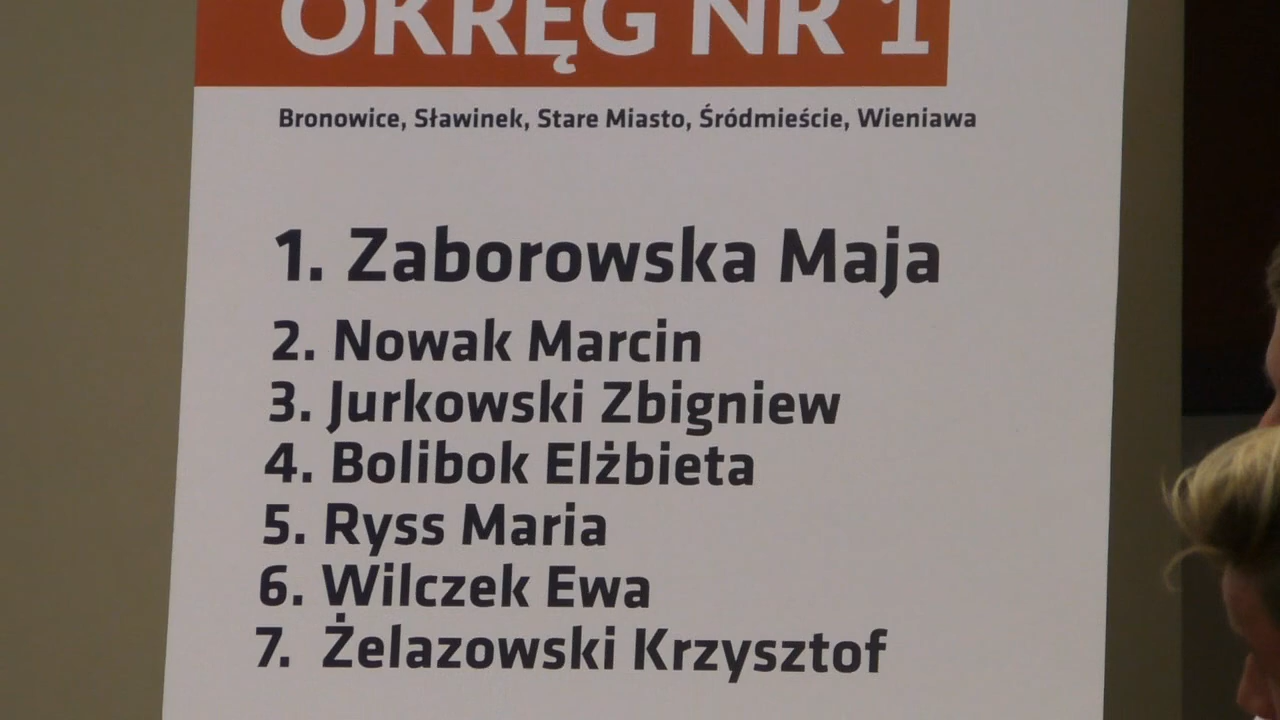 OKRĘG NR 1
Bronowice, Sławinek, Stare Miasto, Śródmieście, Wieniawa
1. Zaborowska Maja
2. Nowak Marcin
3. Jurkowski Zbigniew
4. Bolibok Elżbieta
5. Ryss Maria
6. Wilczek Ewa
7. Żelazowski Krzysztof